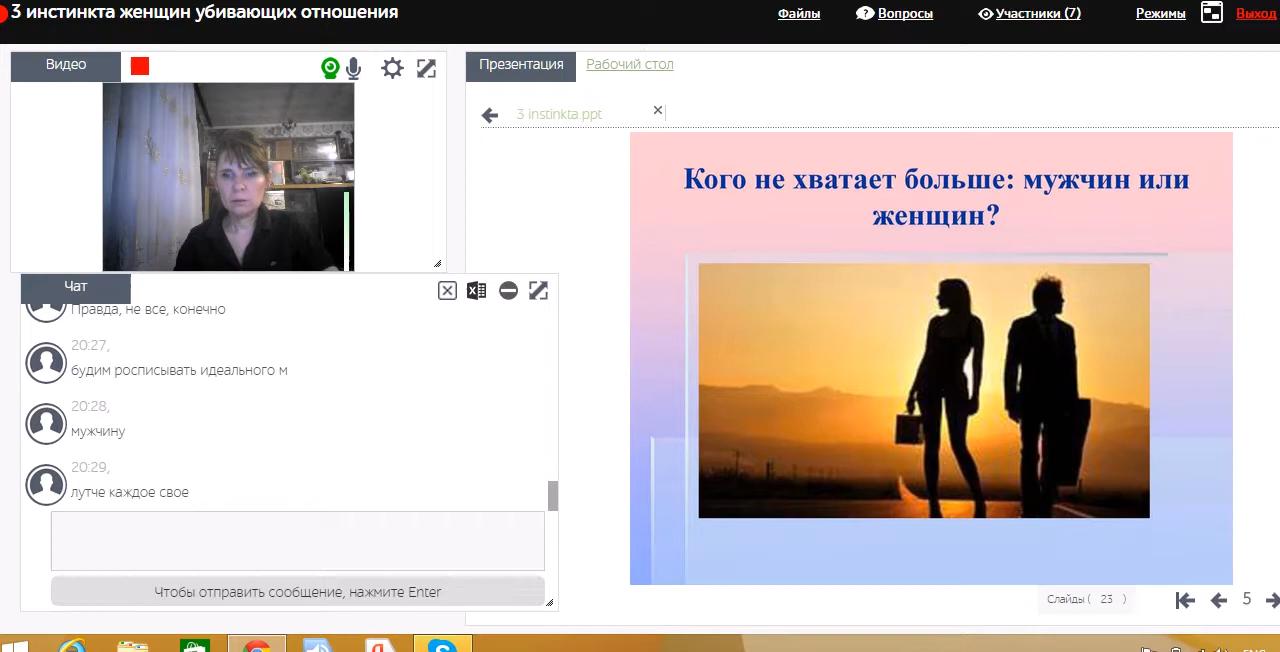 3 инстинкта женщин убивающих отношения
Файлы
Вопросы
Участники (7)
Режимы
Выход
Видео
Презентация
Рабочий стол
3 instinkta.ppt
Кого не хватает больше: мужчин или
женщин?
Чат
Правда, не все, конечно
20:27,
будим росписывать идеального м
20:28,
мужчину
20:29,
лутче каждое свое
Чтобы отправить сообщение, нажмите Enter
Слайды ( 23 )
5
ENG